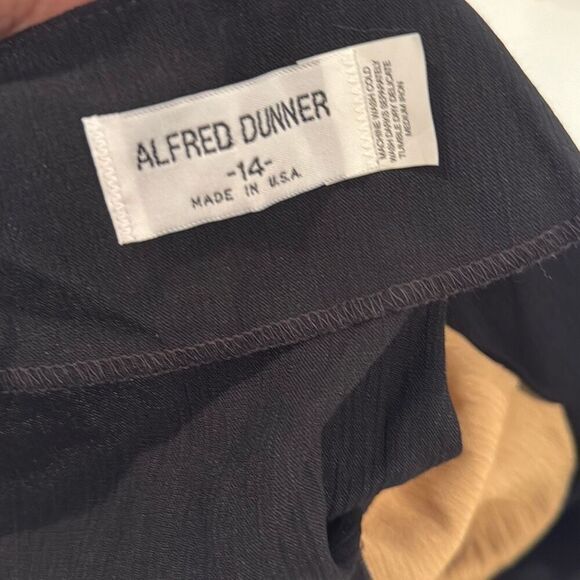 ALFRED DUNNER
-14-
MADE IN U.S.A.
MACHINE WASH COLD
WASH DARKS SEPARATELY
TUMBLE DRY DELICATE
MEDIUM IRON